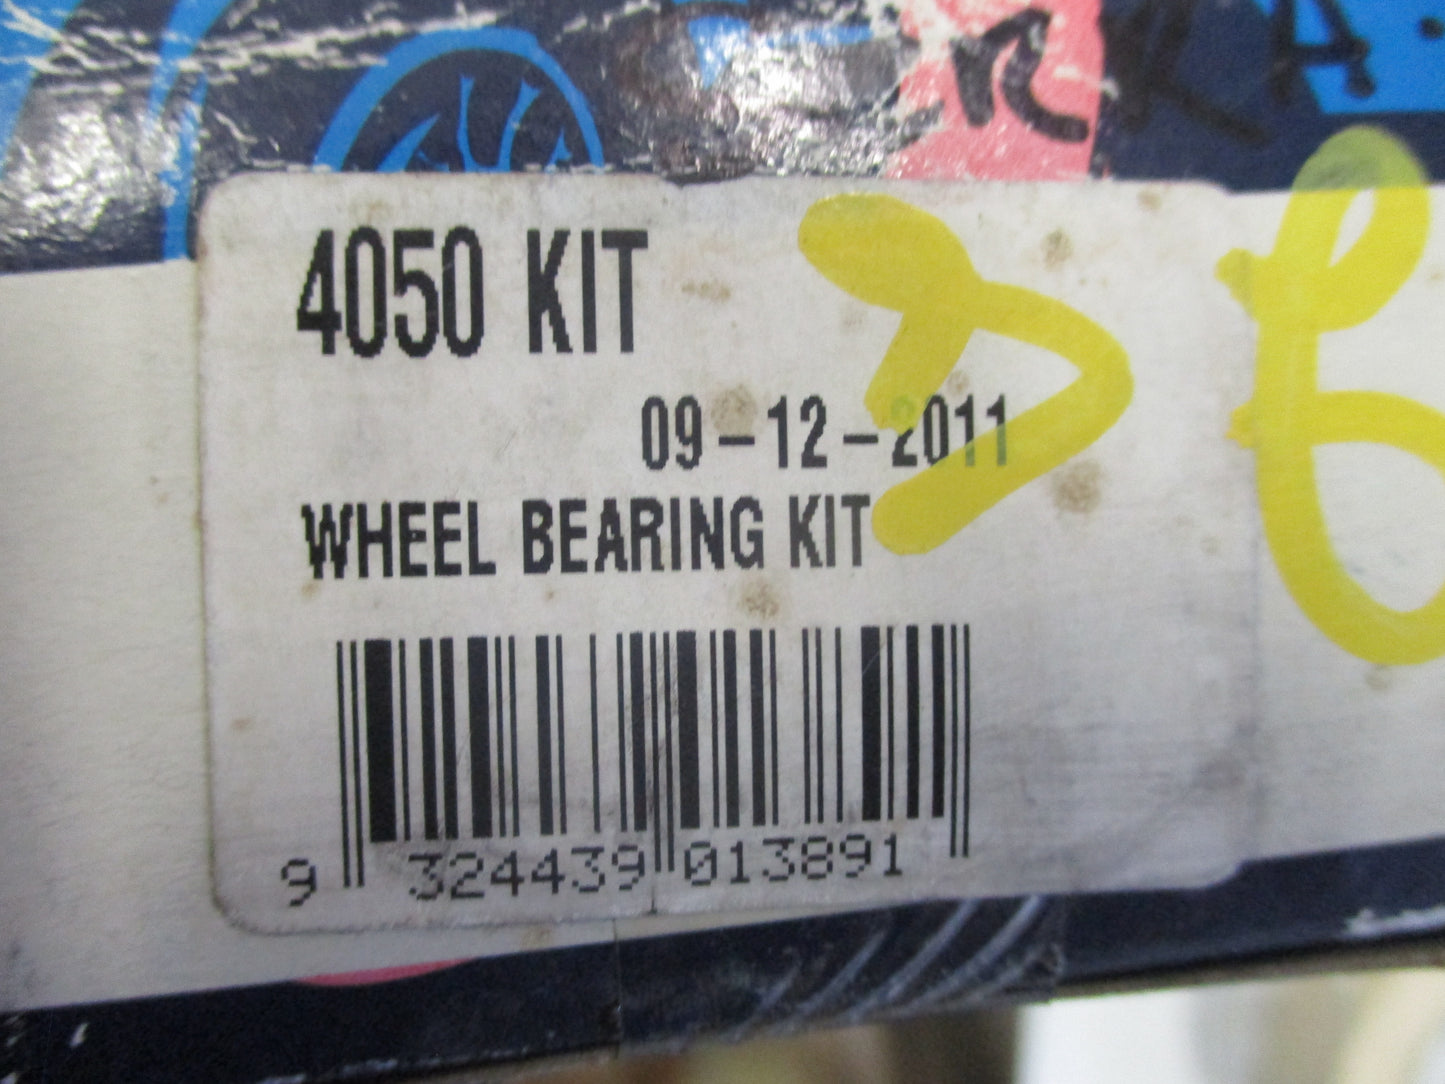 4050 KIT
09-12-2011
WHEEL BEARING KIT
9 324439 013891